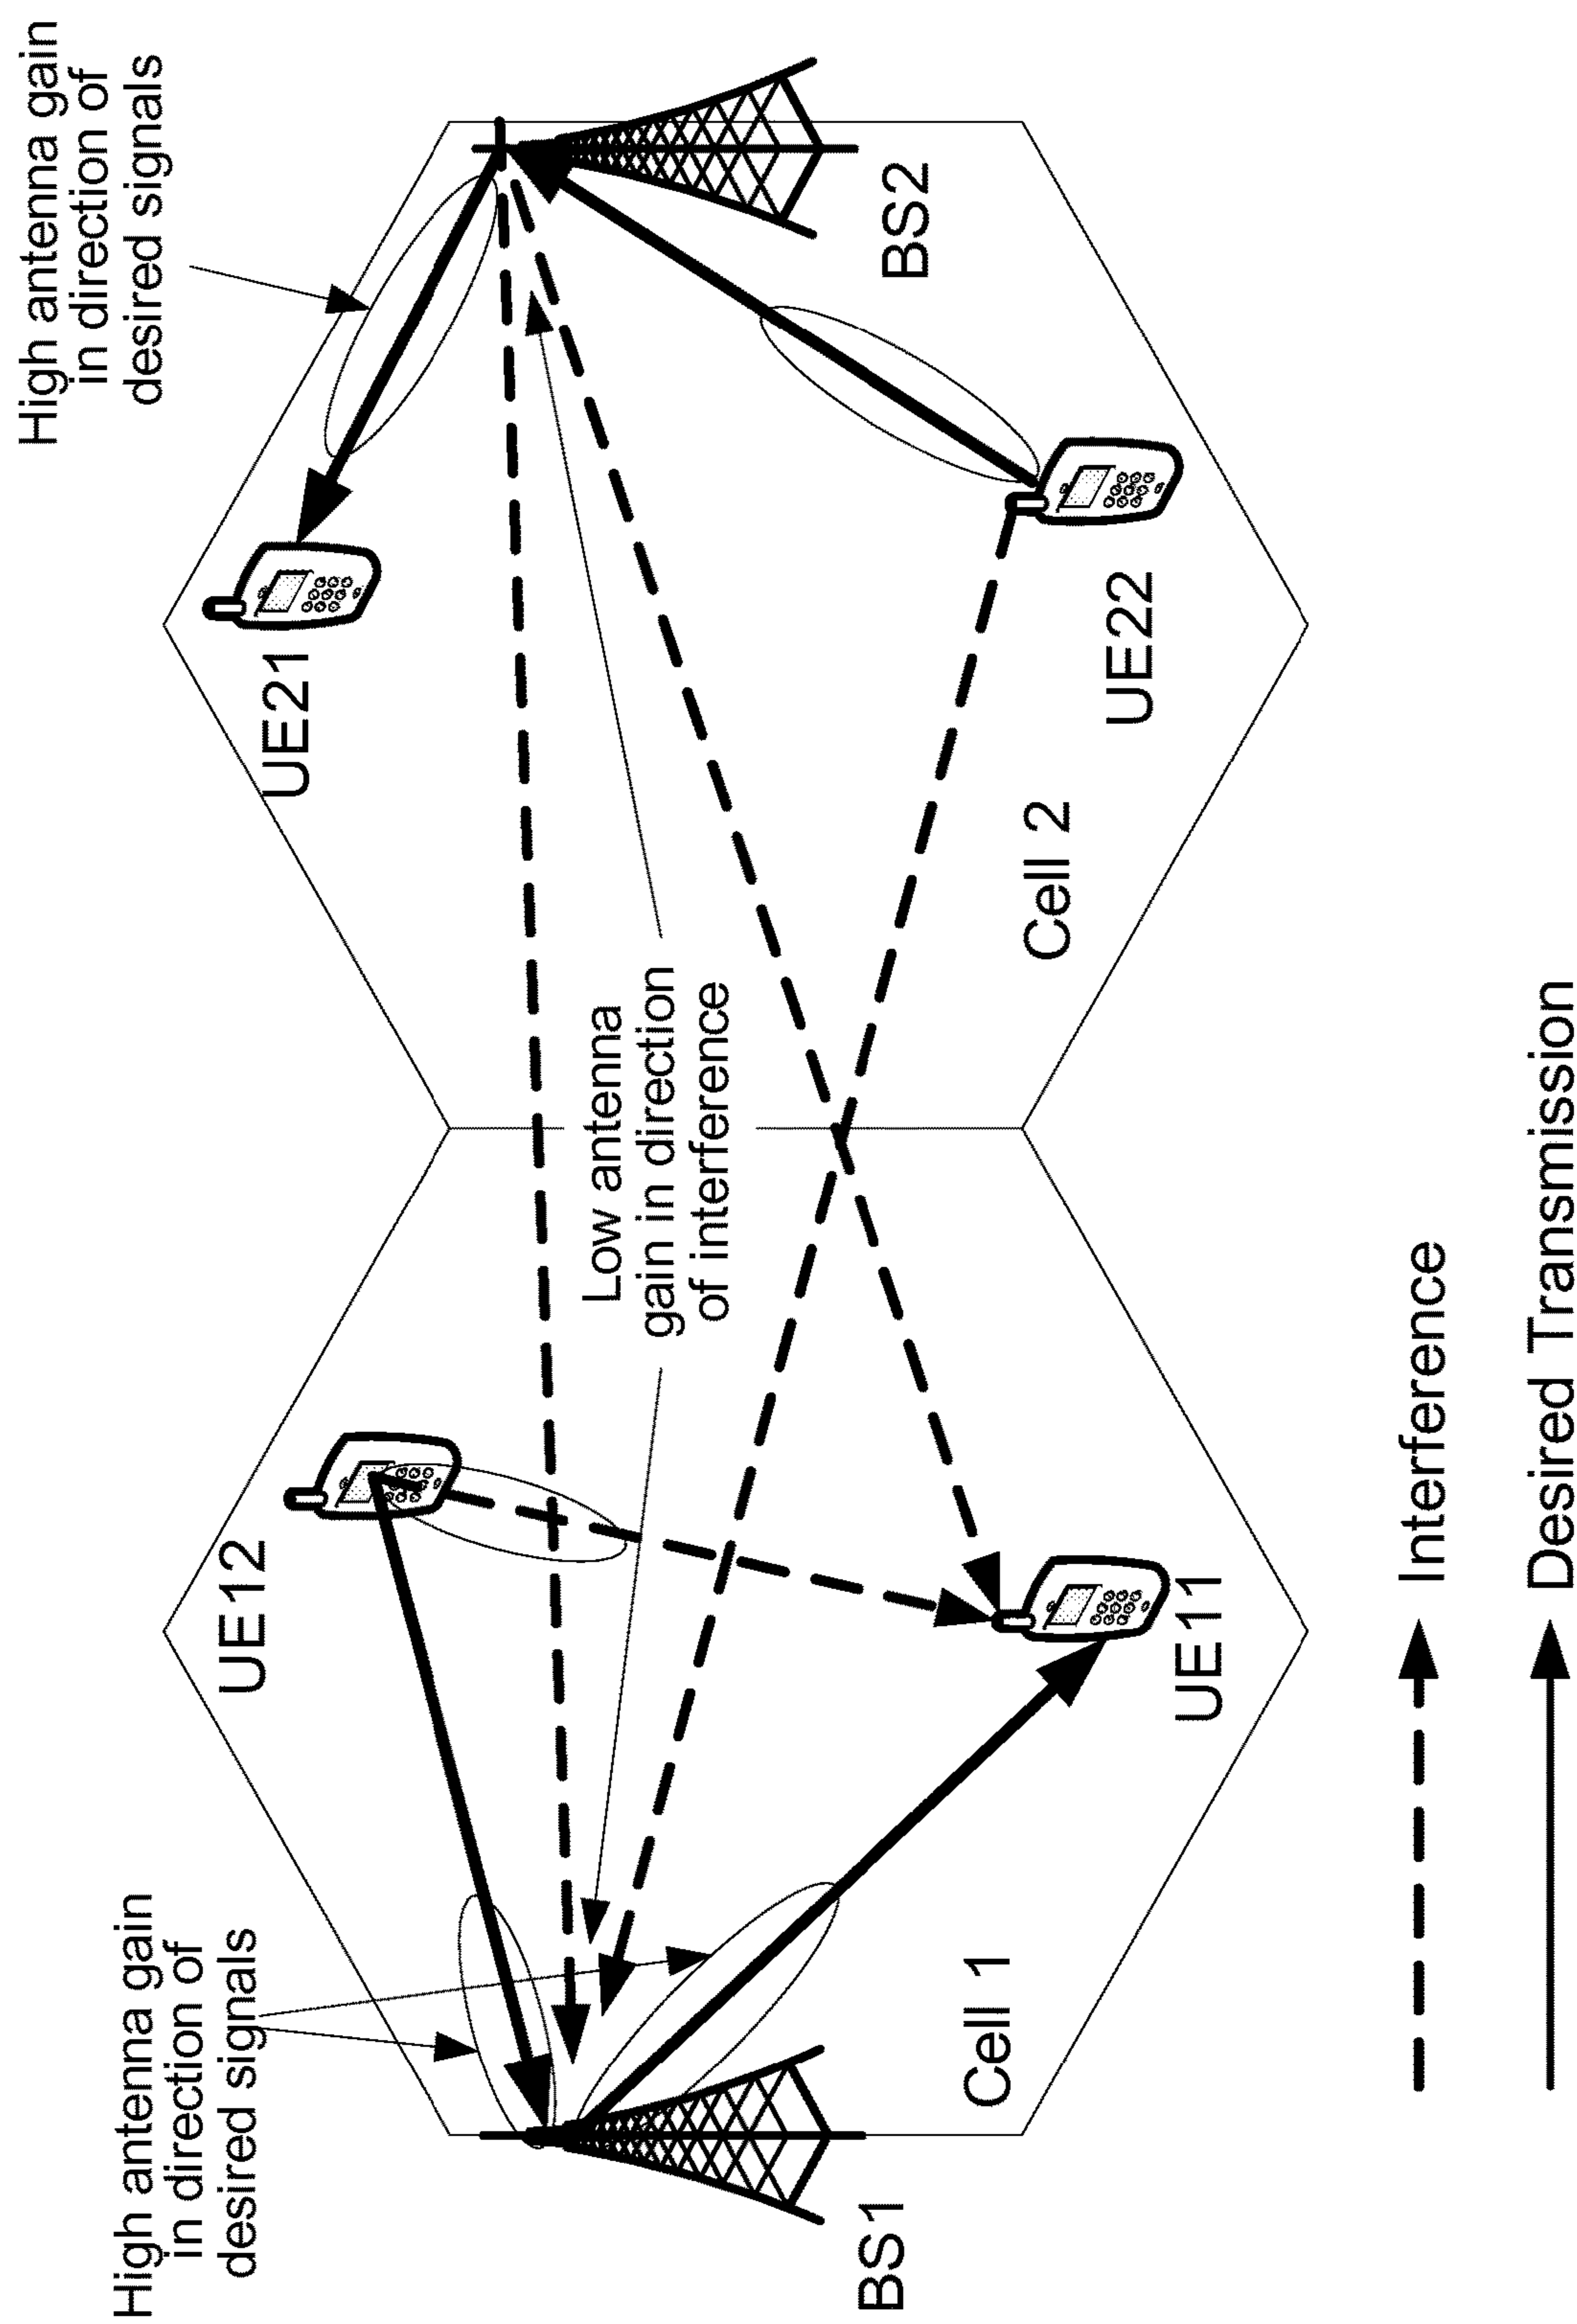 High antenna gain
in direction of
desired signals
High antenna gain
in direction of
desired signals
UE12
UE21
Low antenna
gain in direction
of interference
BS1
BS2
Cell 1
Cell 2
UE11
UE22
Interference
Desired Transmission